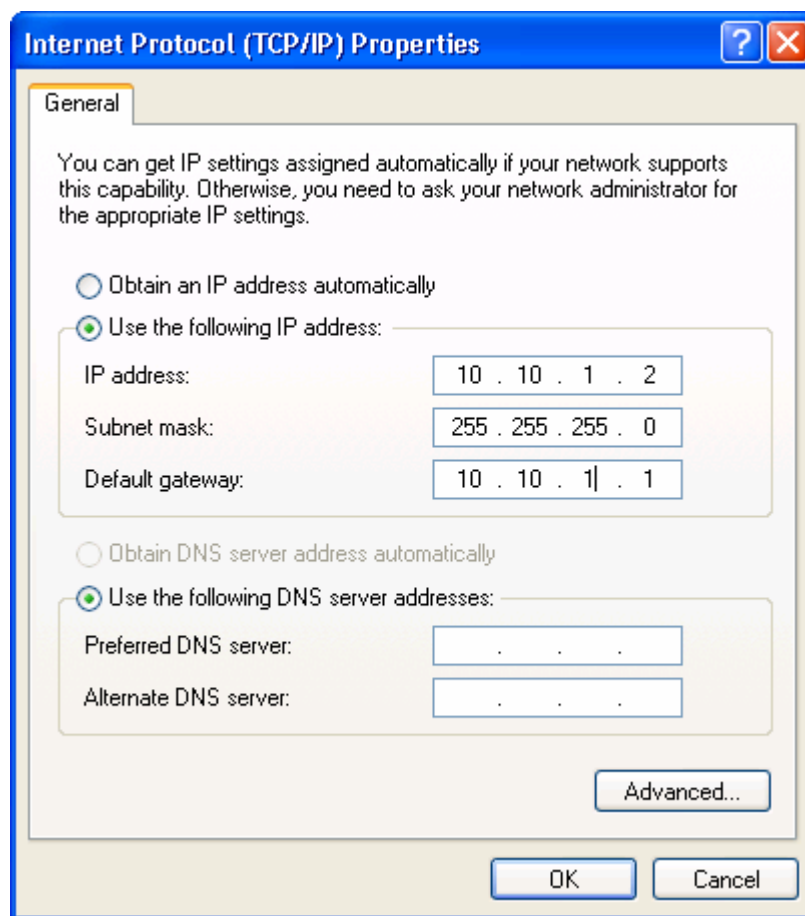 Internet Protocol (TCP/IP) Properties
General
You can get IP settings assigned automatically if your network supports
this capability. Otherwise, you need to ask your network administrator for
the appropriate IP settings.
Obtain an IP address automatically
Use the following IP address:
IP address: 10 . 10 . 1 . 2
Subnet mask: 255 . 255 . 255 . 0
Default gateway: 10 . 10 . 1 . 1
Obtain DNS server address automatically
Use the following DNS server addresses:
Preferred DNS server: . . .
Alternate DNS server: . . .
Advanced...
OK Cancel